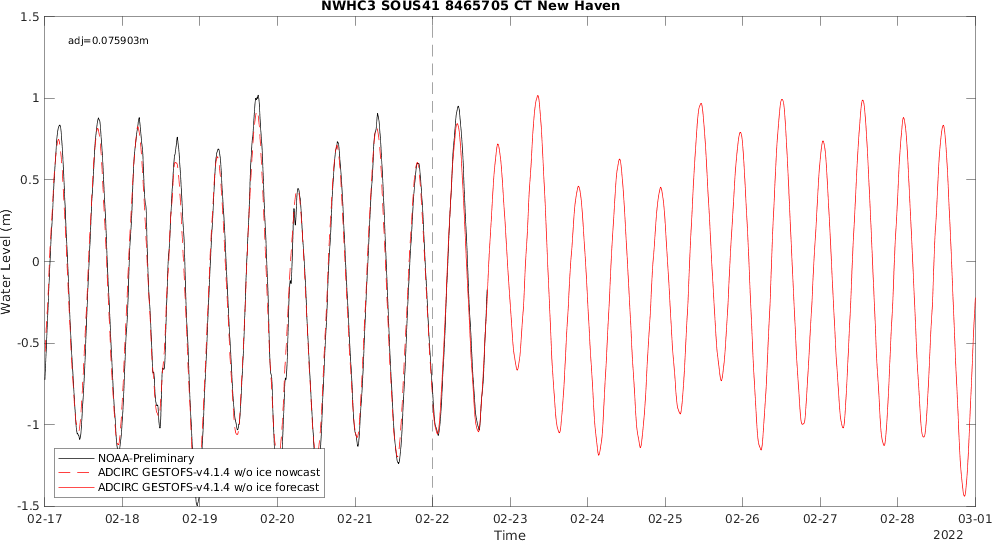 NWHC3 SOUS41 8465705 CT New Haven
1.5
adj=0.075903m
1
0.5
0
-0.5
-1
-1.5
Water Level (m)
NOAA-Preliminary
ADCIRC GESTOFS-v4.1.4 w/o ice nowcast
ADCIRC GESTOFS-v4.1.4 w/o ice forecast
02-17 02-18 02-19 02-20 02-21 02-22 02-23 02-24 02-25 02-26 02-27 02-28 03-01
Time
2022